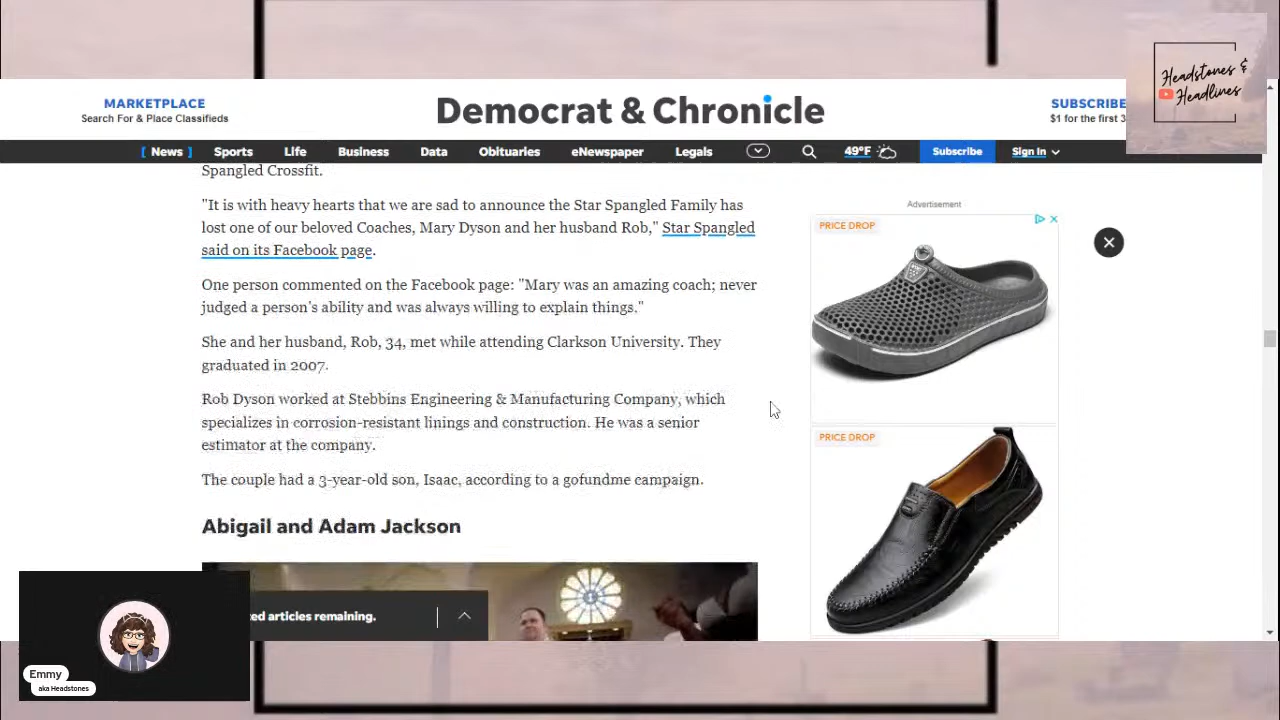 MARKETPLACE
Search For & Place Classifieds
Democrat & Chronicle
SUBSCRIBE
$1 for the first 3
Headstones &
Headlines
[ News ] Sports Life Business Data Obituaries eNewspaper Legals 49°F Subscribe Sign In
Spangled Crossfit.
"It is with heavy hearts that we are sad to announce the Star Spangled Family has
lost one of our beloved Coaches, Mary Dyson and her husband Rob," Star Spangled
said on its Facebook page.
One person commented on the Facebook page: "Mary was an amazing coach; never
judged a person's ability and was always willing to explain things."
She and her husband, Rob, 34, met while attending Clarkson University. They
graduated in 2007.
Rob Dyson worked at Stebbins Engineering & Manufacturing Company, which
specializes in corrosion-resistant linings and construction. He was a senior
estimator at the company.
The couple had a 3-year-old son, Isaac, according to a gofundme campaign.
Abigail and Adam Jackson
Advertisement
PRICE DROP
PRICE DROP
articles remaining.
Emmy
aka Headstones